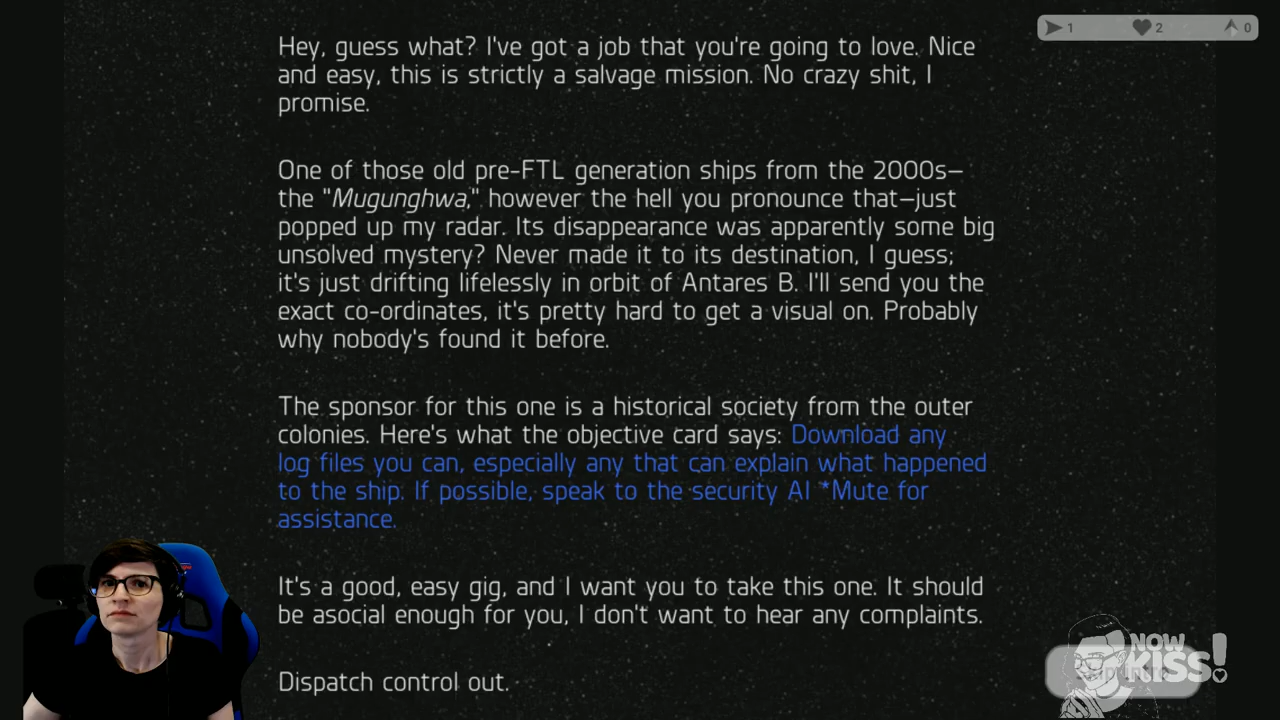 1
2
0
Hey, guess what? I've got a job that you're going to love. Nice
and easy, this is strictly a salvage mission. No crazy shit, I
promise.
One of those old pre-FTL generation ships from the 2000s—
the "Mugunghwa," however the hell you pronounce that—just
popped up my radar. Its disappearance was apparently some big
unsolved mystery? Never made it to its destination, I guess;
it's just drifting lifelessly in orbit of Antares B. I'll send you the
exact co-ordinates, it's pretty hard to get a visual on. Probably
why nobody's found it before.
The sponsor for this one is a historical society from the outer
colonies. Here's what the objective card says: Download any
log files you can, especially any that can explain what happened
to the ship. If possible, speak to the security AI *Mute for
assistance.
It's a good, easy gig, and I want you to take this one. It should
be asocial enough for you, I don't want to hear any complaints.
Dispatch control out.
NOW
KISS!